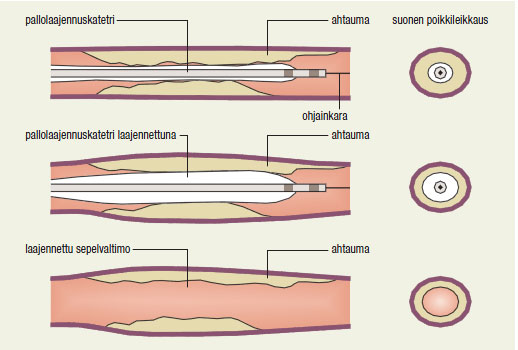 pallolaajennuskatetri
ahtauma
suonen poikkileikkaus
ohjainkara
pallolaajennuskatetri laajennettuna
ahtauma
laajennettu sepelvaltimo
ahtauma